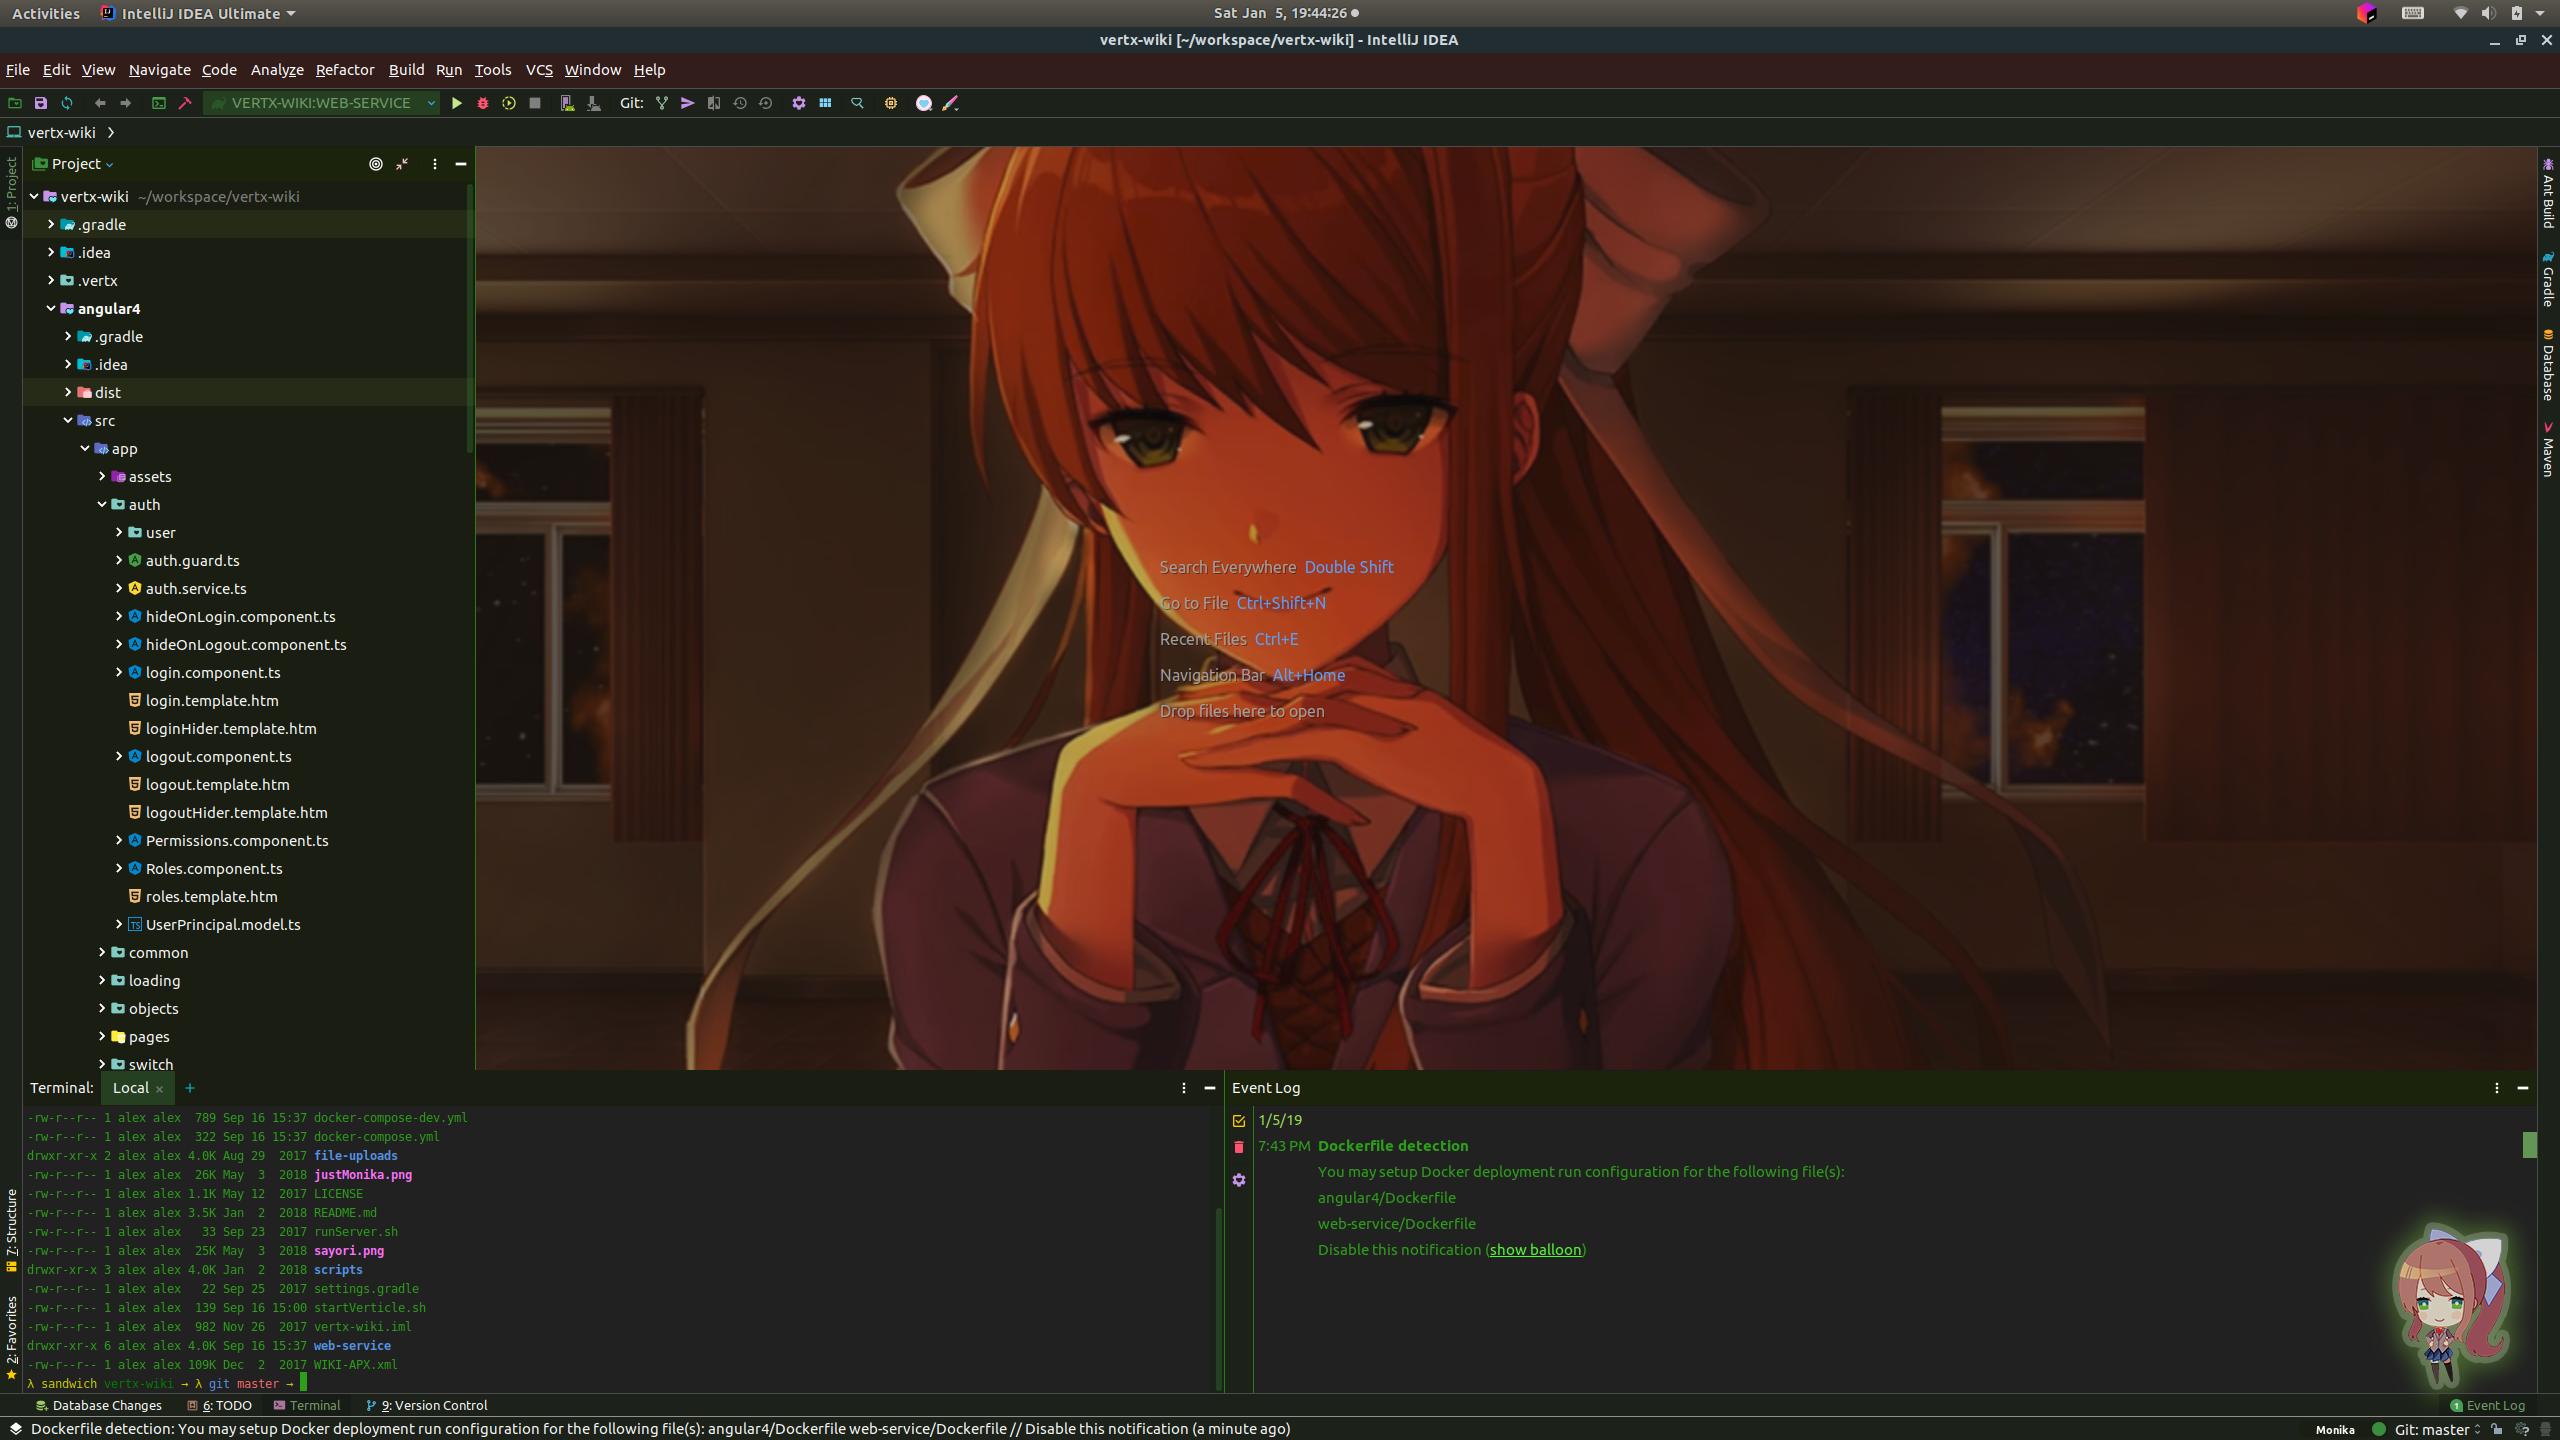 Activities IntelliJ IDEA Ultimate Sat Jan 5, 19:44:26
vertx-wiki [~/workspace/vertx-wiki] - IntelliJ IDEA
File Edit View Navigate Code Analyze Refactor Build Run Tools VCS Window Help
VERTX-WIKI:WEB-SERVICE Git:
vertx-wiki
1: Project
Project
vertx-wiki ~/workspace/vertx-wiki
.gradle
.idea
.vertx
angular4
.gradle
.idea
dist
src
app
assets
auth
user
auth.guard.ts
auth.service.ts
hideOnLogin.component.ts
hideOnLogout.component.ts
login.component.ts
login.template.htm
loginHider.template.htm
logout.component.ts
logout.template.htm
logoutHider.template.htm
Permissions.component.ts
Roles.component.ts
roles.template.htm
UserPrincipal.model.ts
common
loading
objects
pages
switch
Search Everywhere Double Shift
Go to File Ctrl+Shift+N
Recent Files Ctrl+E
Navigation Bar Alt+Home
Drop files here to open
Ant Build
Gradle
Database
Maven
7: Structure
2: Favorites
Terminal: Local
-rw-r--r-- 1 alex alex 789 Sep 16 15:37 docker-compose-dev.yml
-rw-r--r-- 1 alex alex 322 Sep 16 15:37 docker-compose.yml
drwxr-xr-x 2 alex alex 4.0K Aug 29 2017 file-uploads
-rw-r--r-- 1 alex alex 26K May 3 2018 justMonika.png
-rw-r--r-- 1 alex alex 1.1K May 12 2017 LICENSE
-rw-r--r-- 1 alex alex 3.5K Jan 2 2018 README.md
-rw-r--r-- 1 alex alex 33 Sep 23 2017 runServer.sh
-rw-r--r-- 1 alex alex 25K May 3 2018 sayori.png
drwxr-xr-x 3 alex alex 4.0K Jan 2 2018 scripts
-rw-r--r-- 1 alex alex 22 Sep 25 2017 settings.gradle
-rw-r--r-- 1 alex alex 139 Sep 16 15:00 startVerticle.sh
-rw-r--r-- 1 alex alex 982 Nov 26 2017 vertx-wiki.iml
drwxr-xr-x 6 alex alex 4.0K Sep 16 15:37 web-service
-rw-r--r-- 1 alex alex 109K Dec 2 2017 WIKI-APX.xml
λ sandwich vertx-wiki → λ git master →
Event Log
1/5/19
7:43 PM Dockerfile detection
You may setup Docker deployment run configuration for the following file(s):
angular4/Dockerfile
web-service/Dockerfile
Disable this notification (show balloon)
Database Changes 6: TODO Terminal 9: Version Control 1 Event Log
Dockerfile detection: You may setup Docker deployment run configuration for the following file(s): angular4/Dockerfile web-service/Dockerfile // Disable this notification (a minute ago) Monika Git: master